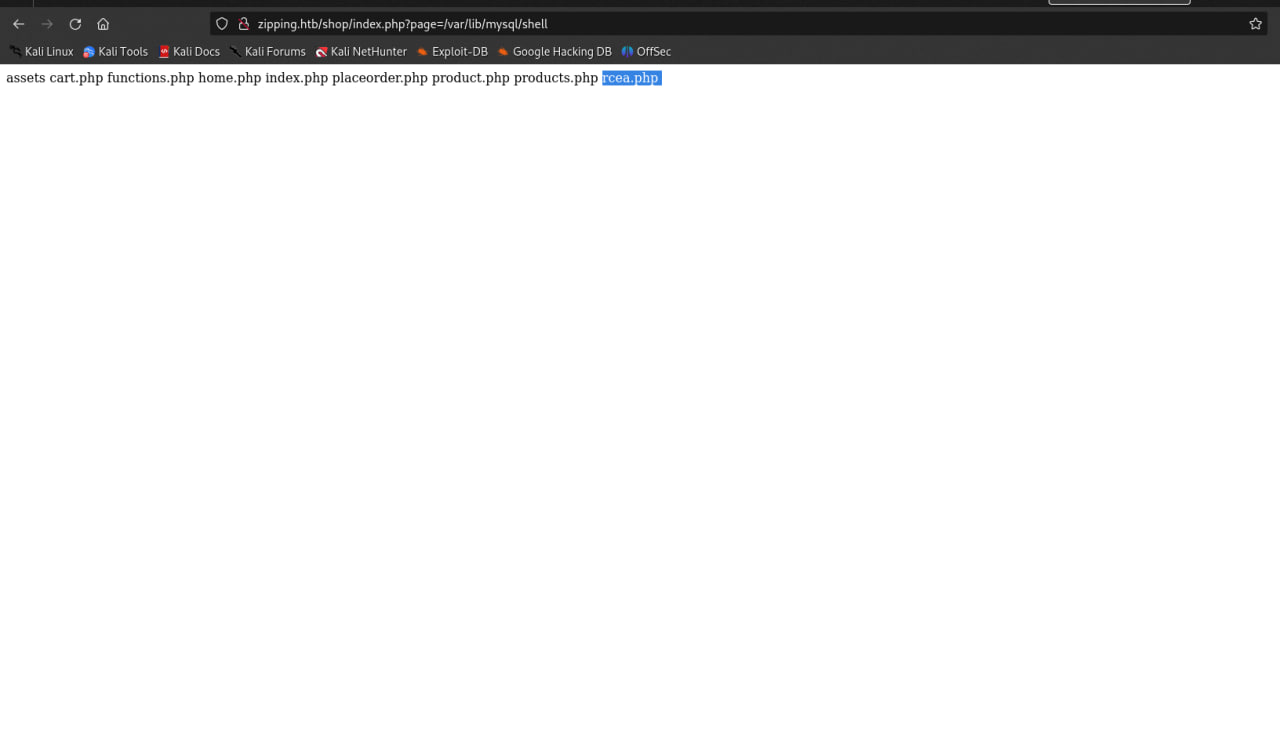 zipping.htb/shop/index.php?page=/var/lib/mysql/shell
Kali Linux Kali Tools Kali Docs Kali Forums Kali NetHunter Exploit-DB Google Hacking DB OffSec
assets cart.php functions.php home.php index.php placeorder.php product.php products.php rcea.php